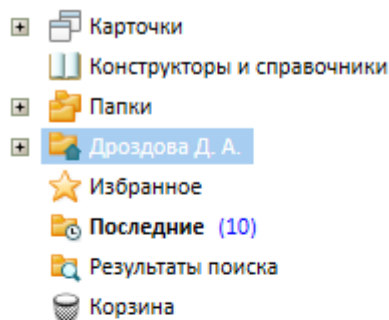 Карточки
Конструкторы и справочники
Папки
Дроздова Д. А.
Избранное
Последние (10)
Результаты поиска
Корзина